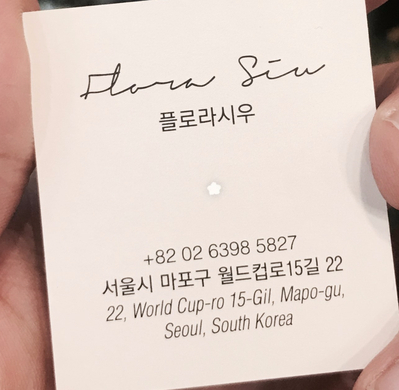 Flora Siu
플로라시우
+82 02 6398 5827
서울시 마포구 월드컵로15길 22
22, World Cup-ro 15-Gil, Mapo-gu,
Seoul, South Korea